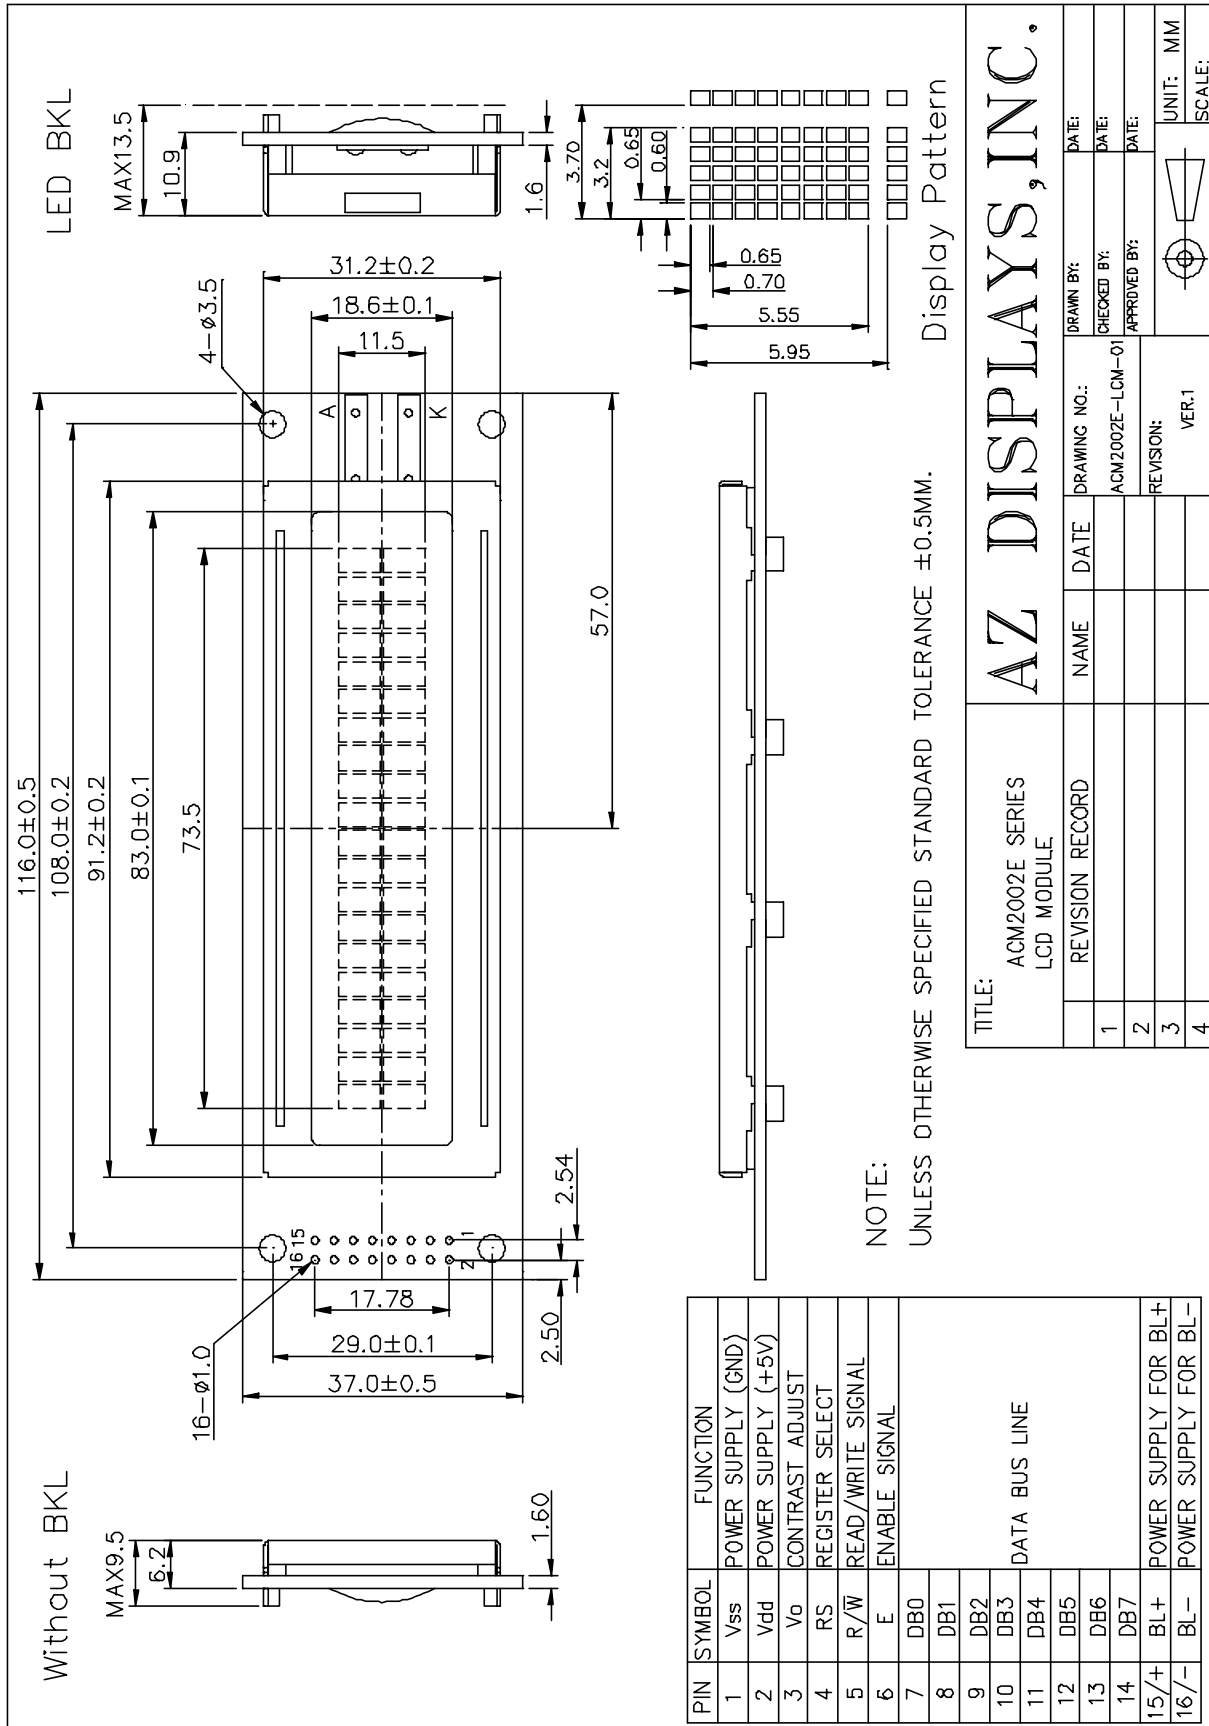 Without BKL
MAX9.5
6.2
1.60
116.0±0.5
108.0±0.2
91.2±0.2
83.0±0.1
73.5
57.0
16-ø1.0
4-ø3.5
16 15
2 1
A
K
17.78
29.0±0.1
37.0±0.5
2.50
2.54
31.2±0.2
18.6±0.1
11.5
LED BKL
MAX13.5
10.9
1.6
3.70
3.2
0.65
0.60
0.65
0.70
5.55
5.95
Display Pattern
NOTE:
UNLESS OTHERWISE SPECIFIED STANDARD TOLERANCE ±0.5MM.
PIN SYMBOL FUNCTION
1 Vss POWER SUPPLY (GND)
2 Vdd POWER SUPPLY (+5V)
3 Vo CONTRAST ADJUST
4 RS REGISTER SELECT
5 R/W̅ READ/WRITE SIGNAL
6 E ENABLE SIGNAL
7 DB0
8 DB1
9 DB2
10 DB3 DATA BUS LINE
11 DB4
12 DB5
13 DB6
14 DB7
15/+ BL+ POWER SUPPLY FOR BL+
16/- BL- POWER SUPPLY FOR BL-
TITLE:
ACM2002E SERIES
LCD MODULE
AZ DISPLAYS,INC.
REVISION RECORD NAME DATE
1
2
3
4
DRAWING NO.:
ACM2002E-LCM-01
REVISION:
VER.1
DRAWN BY: DATE:
CHECKED BY: DATE:
APPROVED BY: DATE:
UNIT: MM
SCALE: